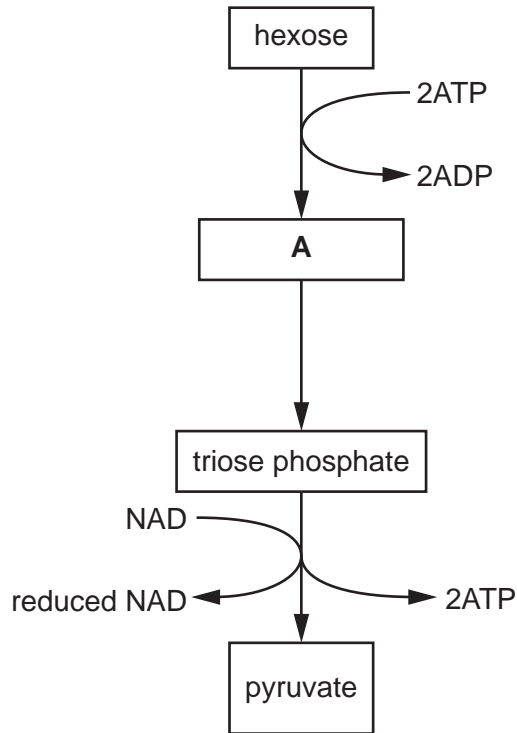 hexose
2ATP
2ADP
A
triose phosphate
NAD
reduced NAD
2ATP
pyruvate